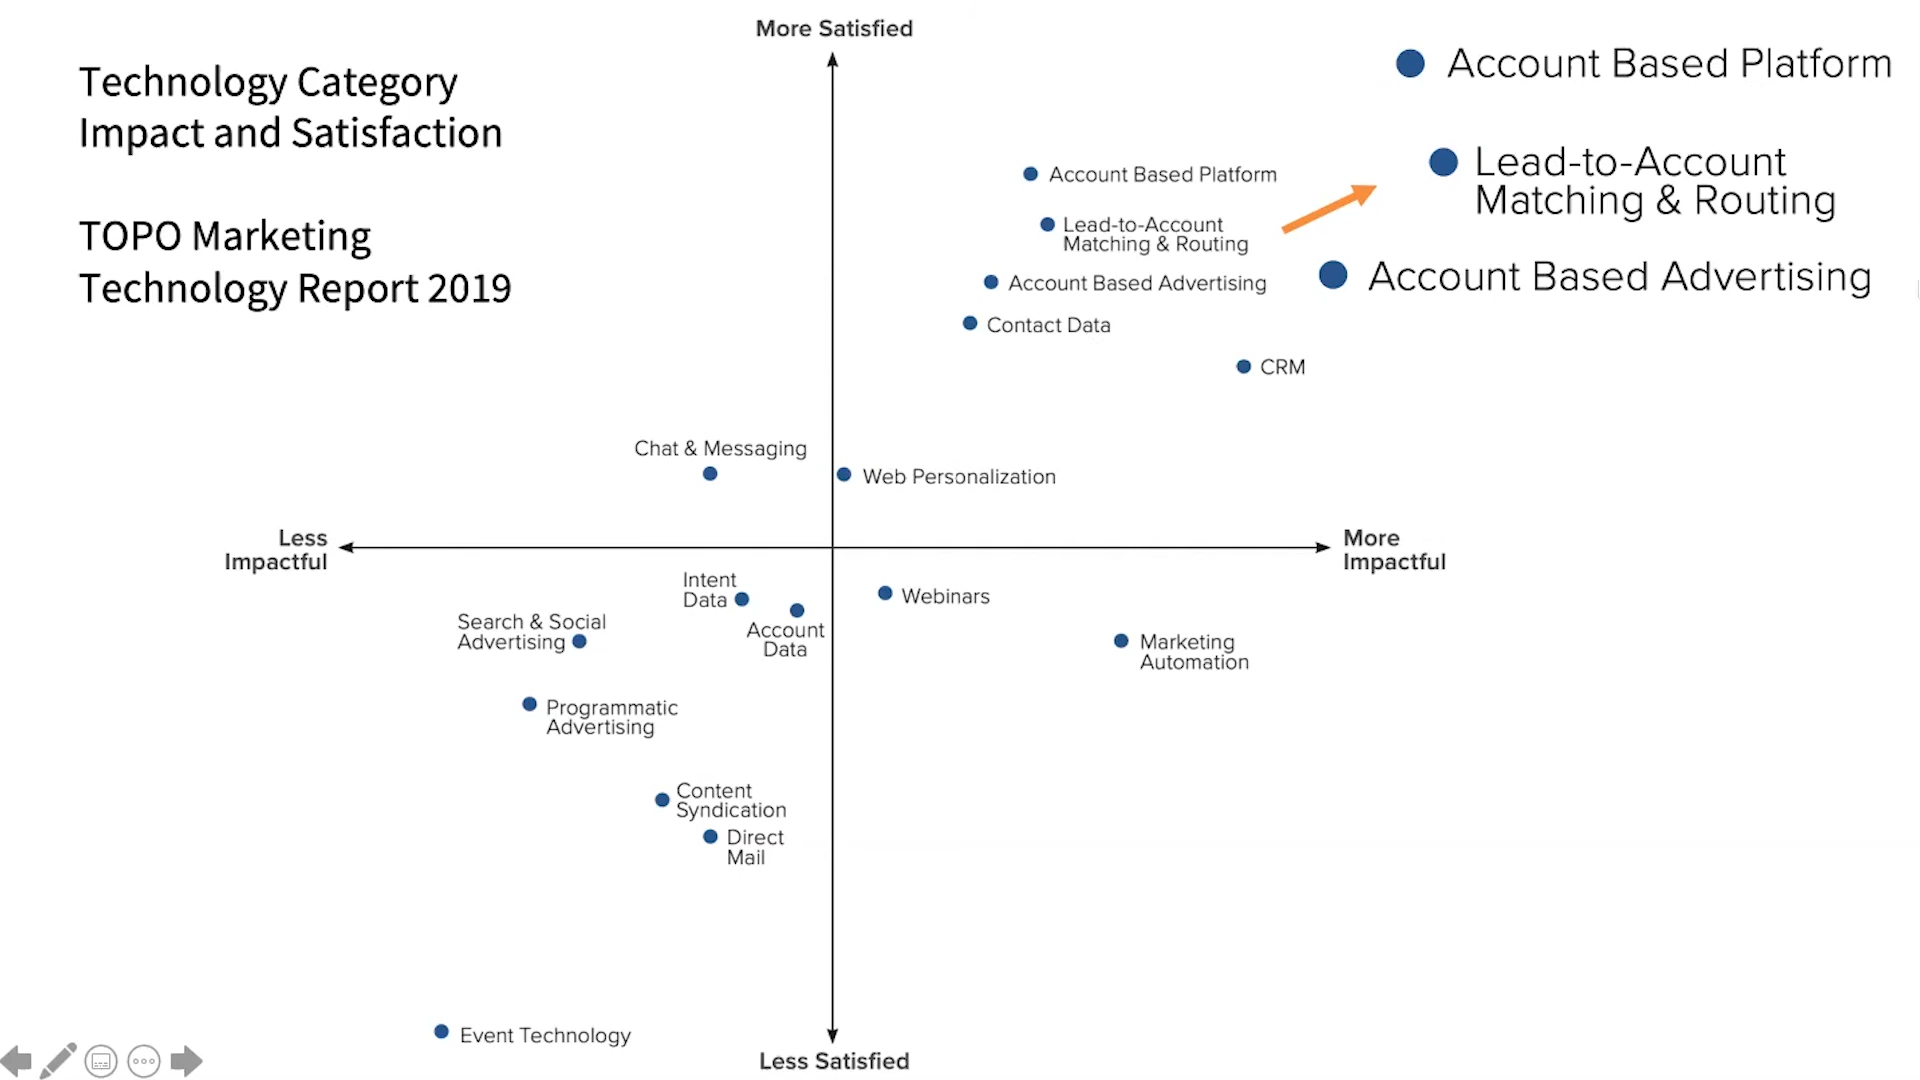 More Satisfied
Technology Category
Impact and Satisfaction
TOPO Marketing
Technology Report 2019
Account Based Platform
Lead-to-Account
Matching & Routing
Account Based Advertising
Account Based Platform
Lead-to-Account
Matching & Routing
Account Based Advertising
Contact Data
CRM
Chat & Messaging
Web Personalization
Less
Impactful
More
Impactful
Intent
Data
Account
Data
Webinars
Search & Social
Advertising
Marketing
Automation
Programmatic
Advertising
Content
Syndication
Direct
Mail
Event Technology
Less Satisfied